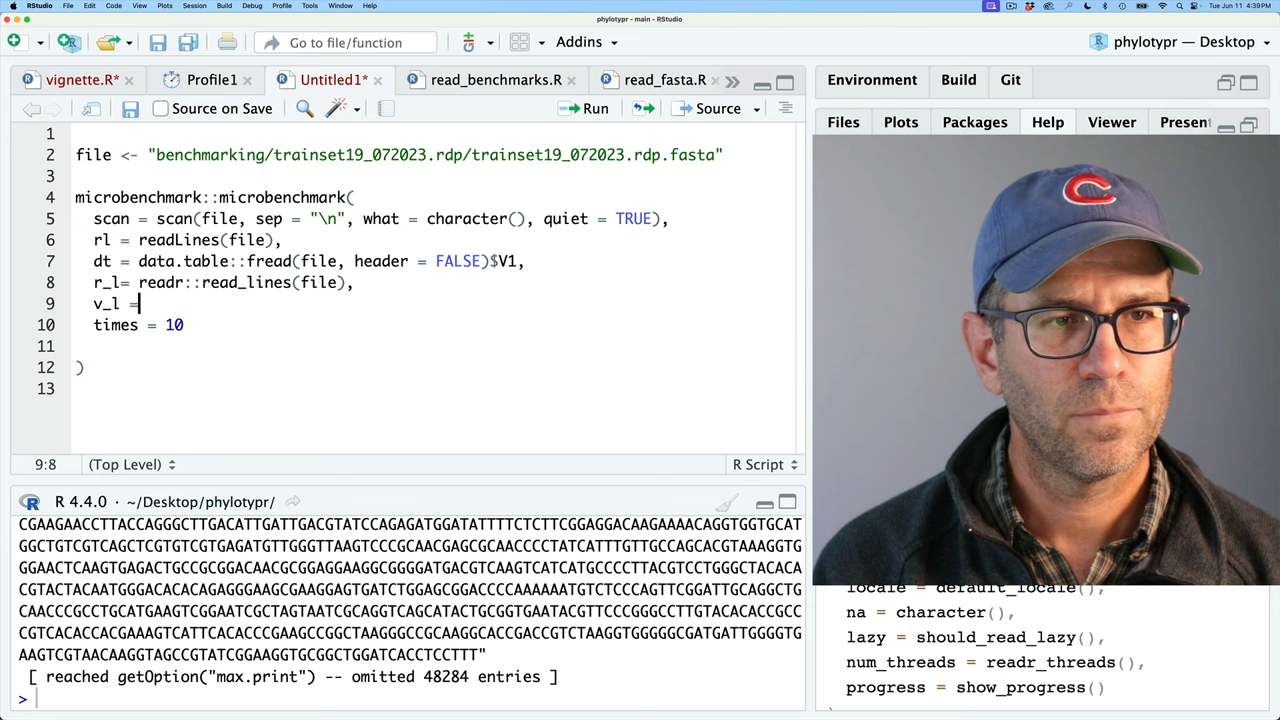 RStudio File Edit Code View Plots Session Build Debug Profile Tools Window Help Tue Jun 11 4:39 PM
phylotypr - main - RStudio
Go to file/function Addins phylotypr — Desktop
vignette.R* Profile1 Untitled1* read_benchmarks.R read_fasta.R
Environment Build Git
Source on Save Run Source
Files Plots Packages Help Viewer Present
1
2 file <- "benchmarking/trainset19_072023.rdp/trainset19_072023.rdp.fasta"
3
4 microbenchmark::microbenchmark(
5 scan = scan(file, sep = "\n", what = character(), quiet = TRUE),
6 rl = readLines(file),
7 dt = data.table::fread(file, header = FALSE)$V1,
8 r_l= readr::read_lines(file),
9 v_l =
10 times = 10
11
12 )
13
9:8 (Top Level) R Script
R 4.4.0 · ~/Desktop/phylotypr/
CGAAGAACCTTACCAGGGCTTGACATTGATTGACGTATCCAGAGATGGATATTTTCTCTTCGGAGGACAAGAAAACAGGTGGTGCAT
GGCTGTCGTCAGCTCGTGTCGTGAGATGTTGGGTTAAGTCCCGCAACGAGCGCAACCCCTATCATTTGTTGCCAGCACGTAAAGGTG
GGAACTCAAGTGAGACTGCCGCGGACAACGCGGAGGAAGGCGGGGATGACGTCAAGTCATCATGCCCCTTACGTCCTGGGCTACACA
CGTACTACAATGGGACACACAGAGGGAAGCGAAGGAGTGATCTGGAGCGGACCCCAAAAAATGTCTCCCAGTTCGGATTGCAGGCTG
CAACCCGCCTGCATGAAGTCGGAATCGCTAGTAATCGCAGGTCAGCATACTGCGGTGAATACGTTCCCGGGCCTTGTACACACCGCC
CGTCACACCACGAAAGTCATTCACACCCGAAGCCGGCTAAGGGCCGCAAGGCACCGACCGTCTAAGGTGGGGGCGATGATTGGGGTG
AAGTCGTAACAAGGTAGCCGTATCGGAAGGTGCGGCTGGATCACCTCCTTT"
[ reached getOption("max.print") -- omitted 48284 entries ]
>
locale = default_locale(),
na = character(),
lazy = should_read_lazy(),
num_threads = readr_threads(),
progress = show_progress()